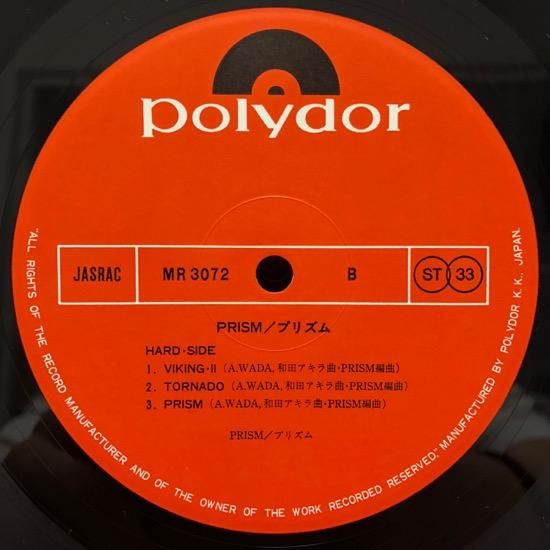 polydor
JASRAC
MR 3072
B
ST 33
PRISM／プリズム
HARD-SIDE
1. VIKING-II (A.WADA, 和田アキラ曲・PRISM編曲)
2. TORNADO (A.WADA, 和田アキラ曲・PRISM編曲)
3. PRISM (A.WADA, 和田アキラ曲・PRISM編曲)
PRISM／プリズム
"ALL RIGHTS OF THE RECORD MANUFACTURER AND OF THE OWNER OF THE WORK RECORDED RESERVED." MANUFACTURED BY POLYDOR K.K., JAPAN.